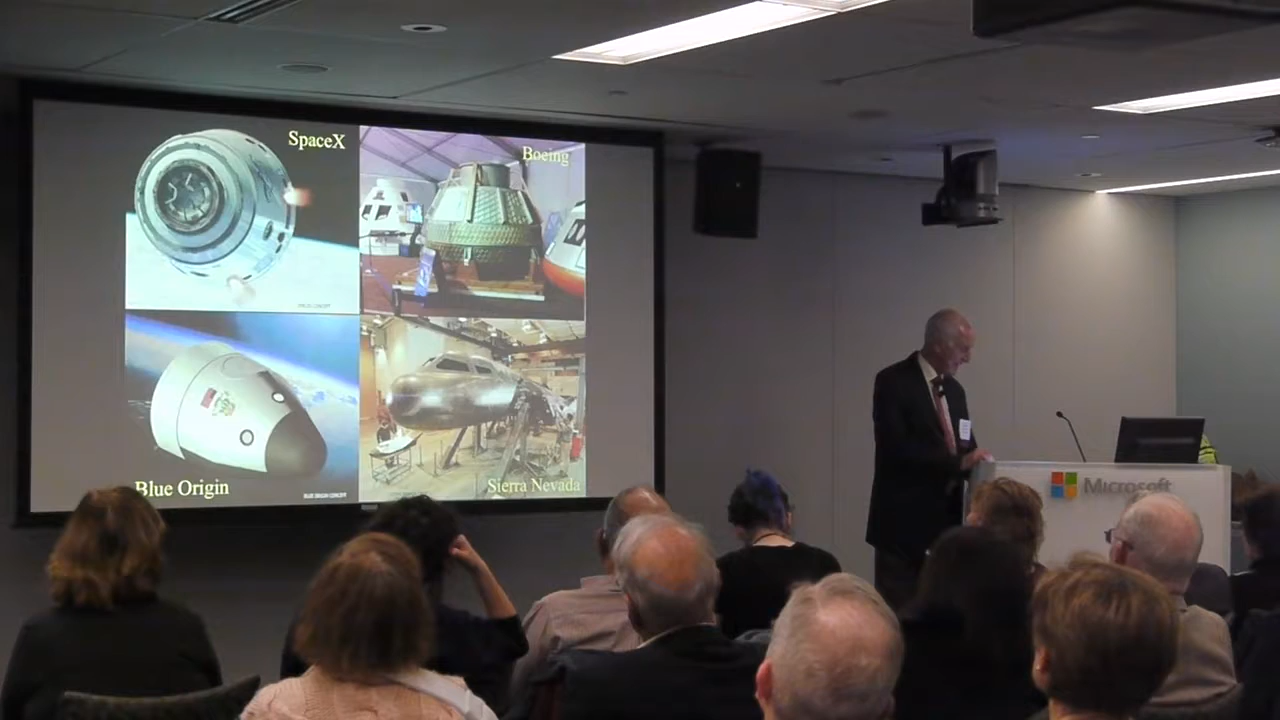 SpaceX
Boeing
Blue Origin
Sierra Nevada
Microsoft